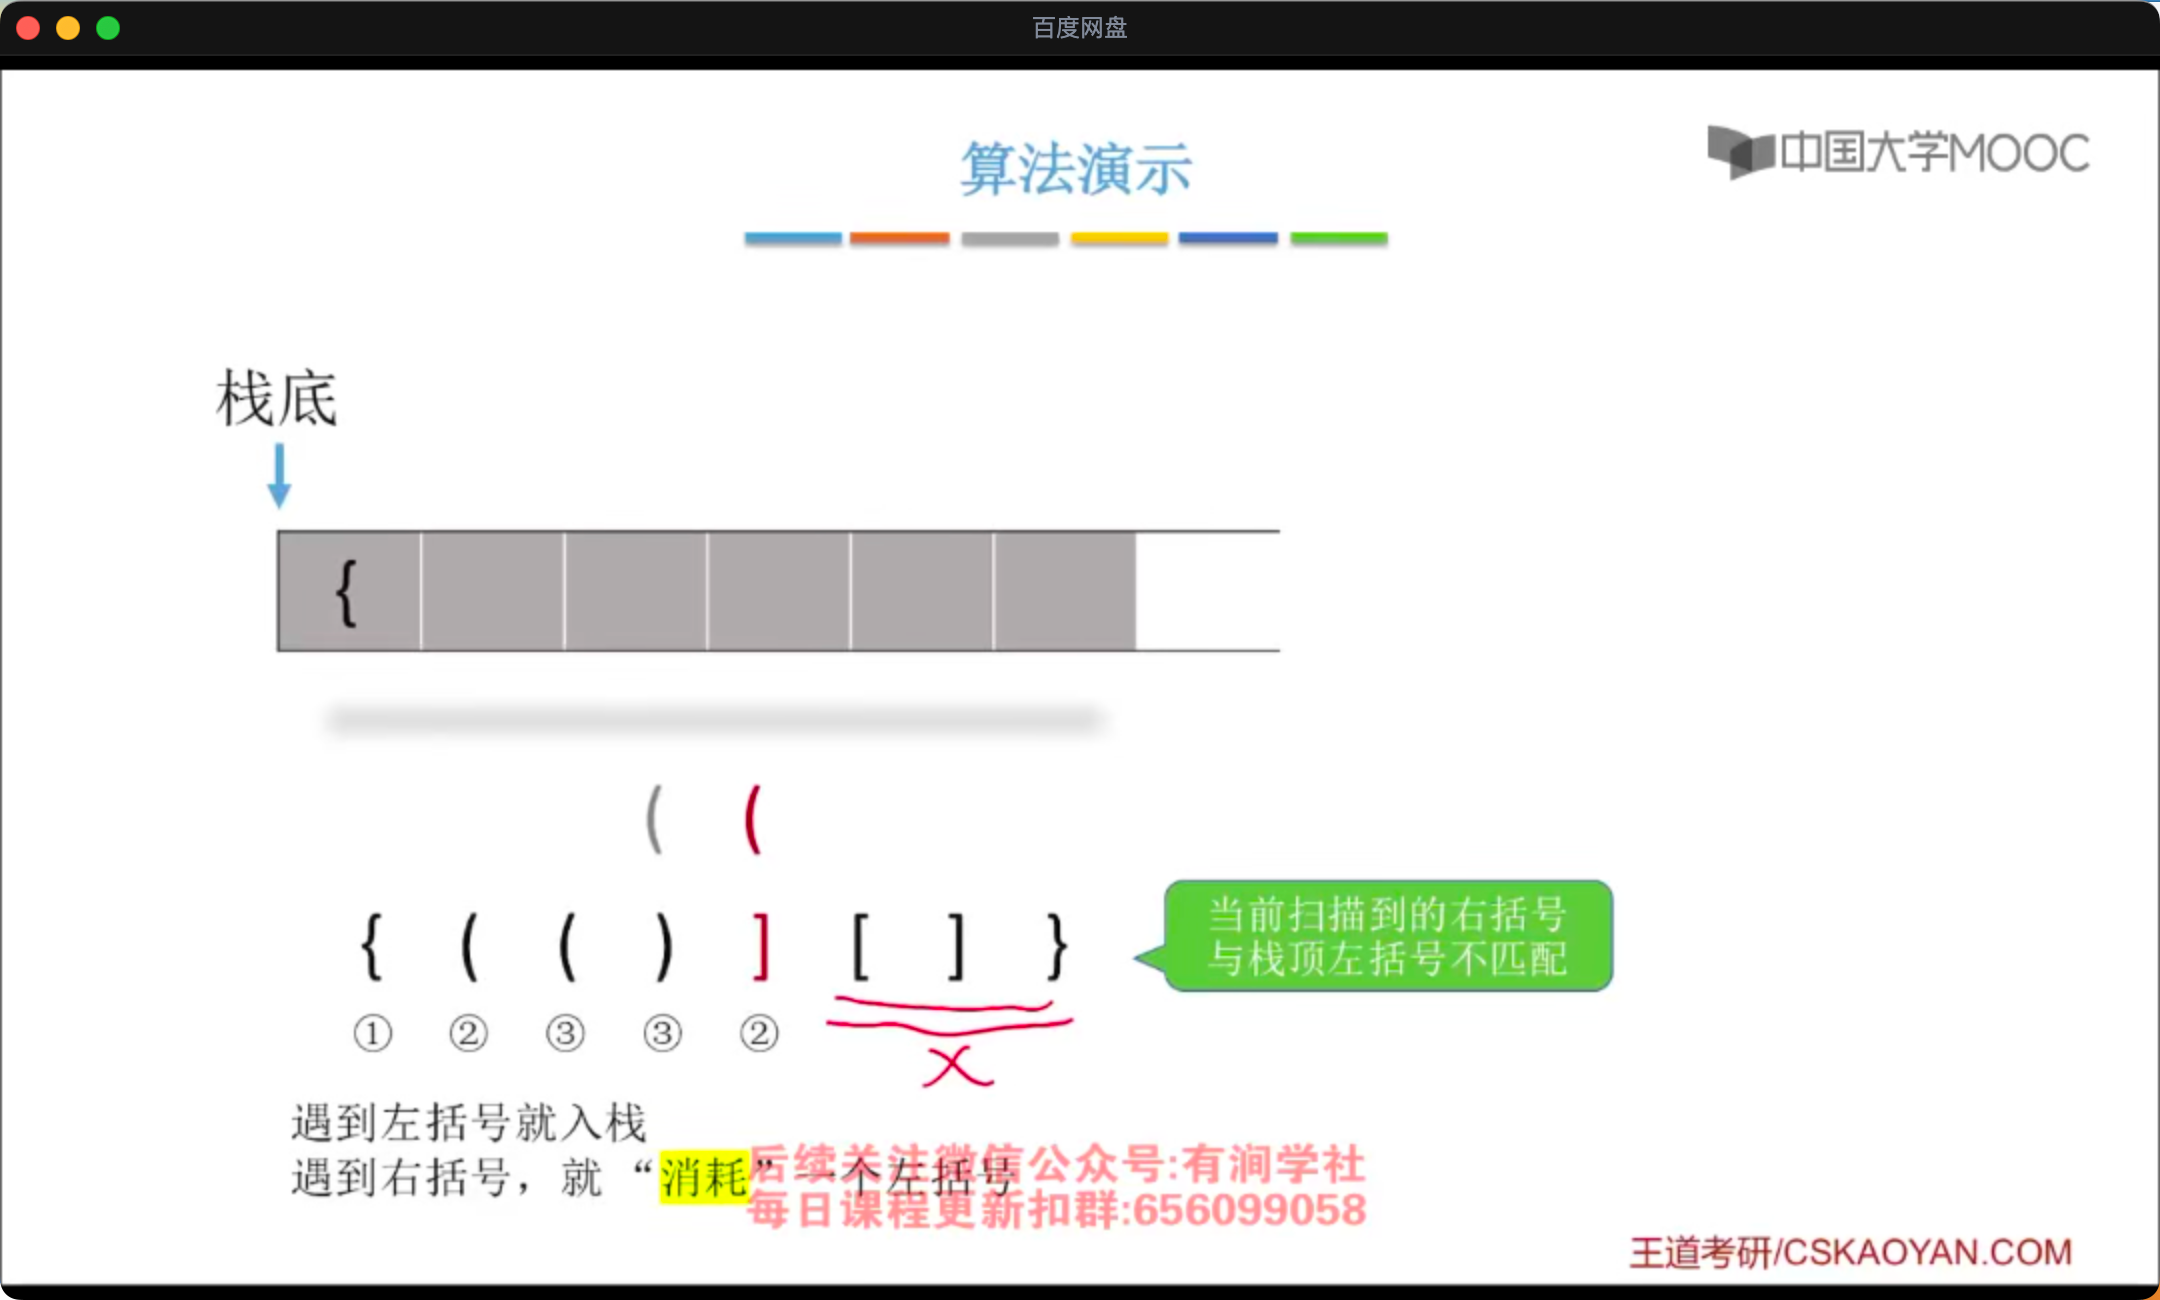 百度网盘
中国大学MOOC
算法演示
栈底
{
( (
{ ( ( ) ] [ ] }
当前扫描到的右括号
与栈顶左括号不匹配
① ② ③ ③ ②
遇到左括号就入栈
遇到右括号，就“消耗”一个左括号
后续关注微信公众号:有涧学社
每日课程更新扣群:656099058
王道考研/CSKAOYAN.COM